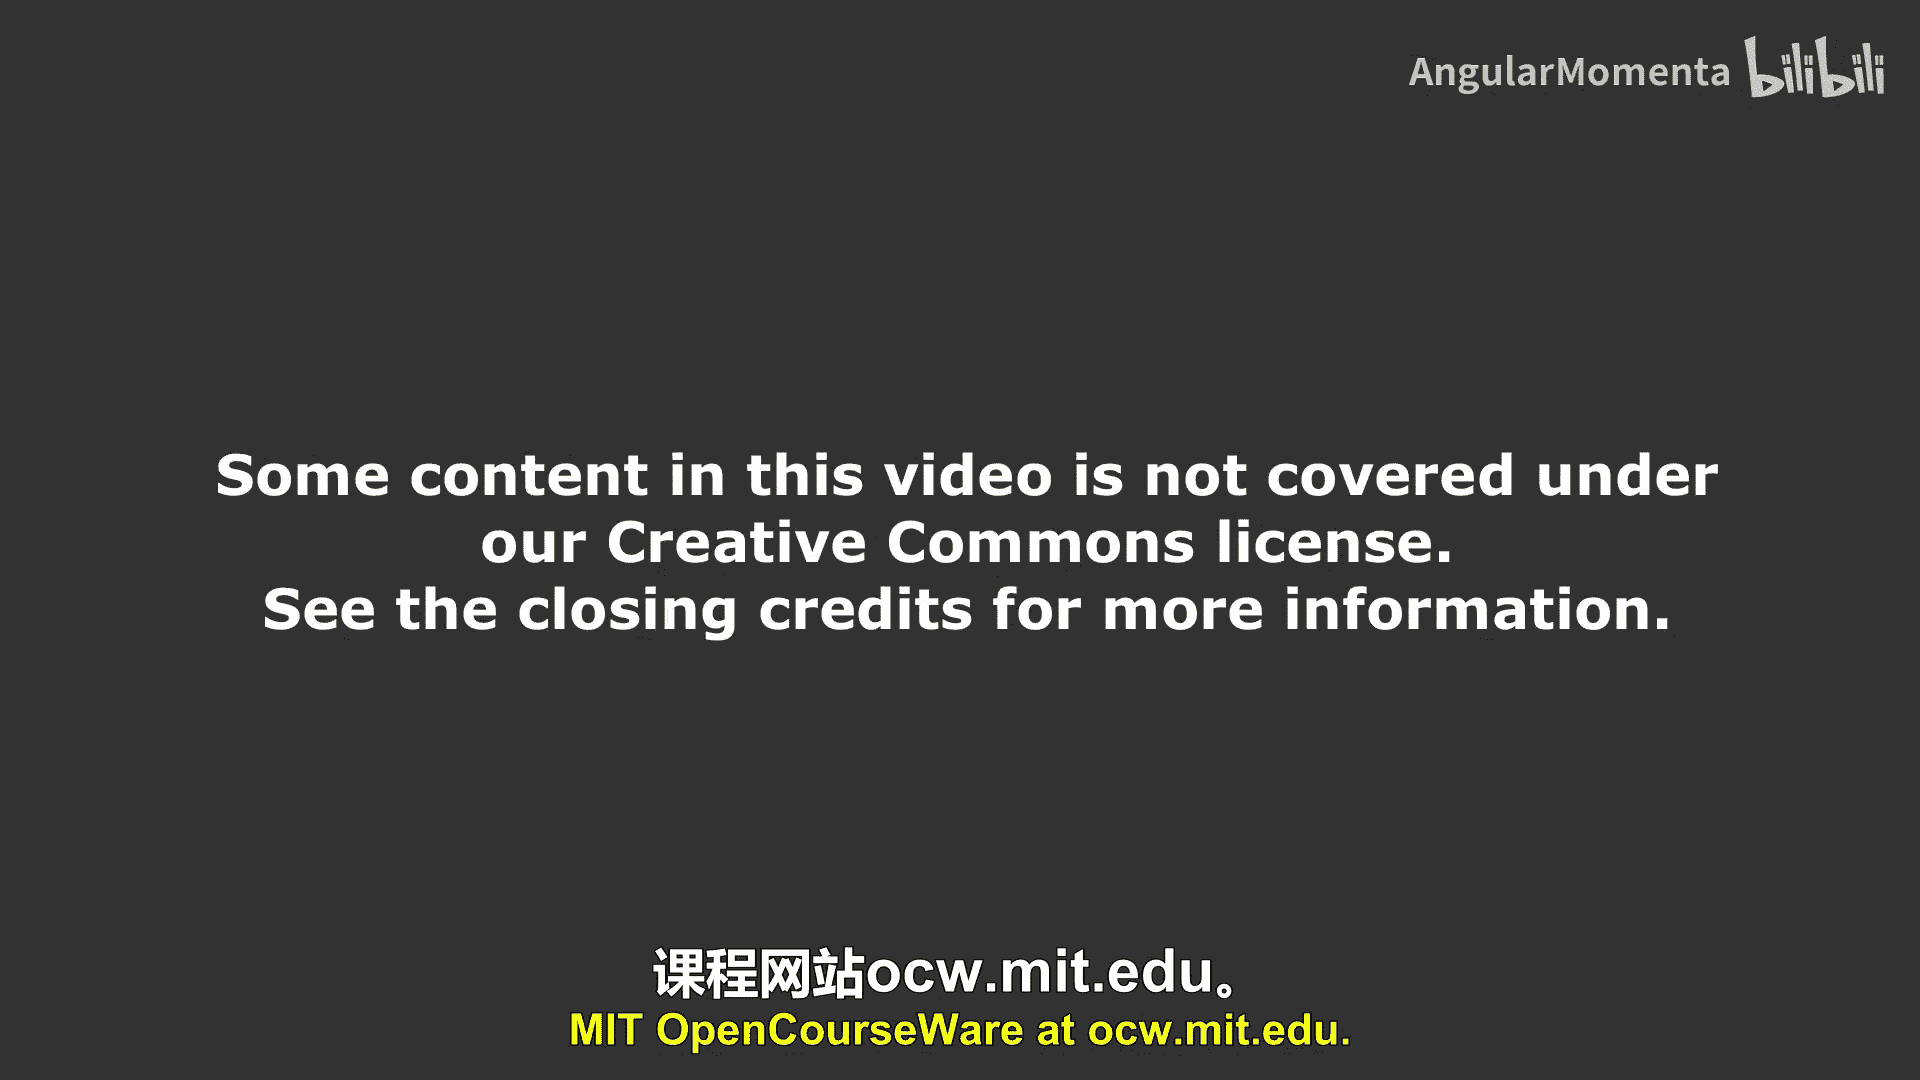 AngularMomenta bilibili
Some content in this video is not covered under
our Creative Commons license.
See the closing credits for more information.
课程网站ocw.mit.edu。
MIT OpenCourseWare at ocw.mit.edu.